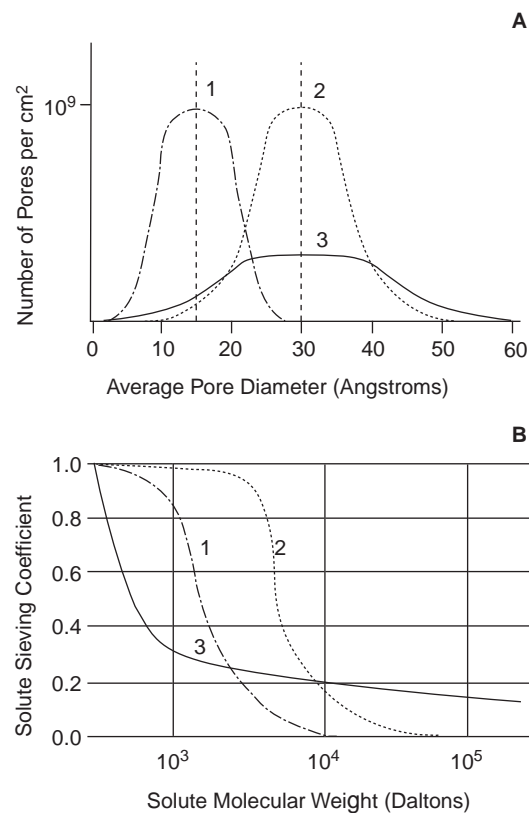 A
Number of Pores per cm²
10⁹
1
2
3
0 10 20 30 40 50 60
Average Pore Diameter (Angstroms)
B
Solute Sieving Coefficient
1.0
0.8
0.6
0.4
0.2
0.0
1
2
3
10³ 10⁴ 10⁵
Solute Molecular Weight (Daltons)